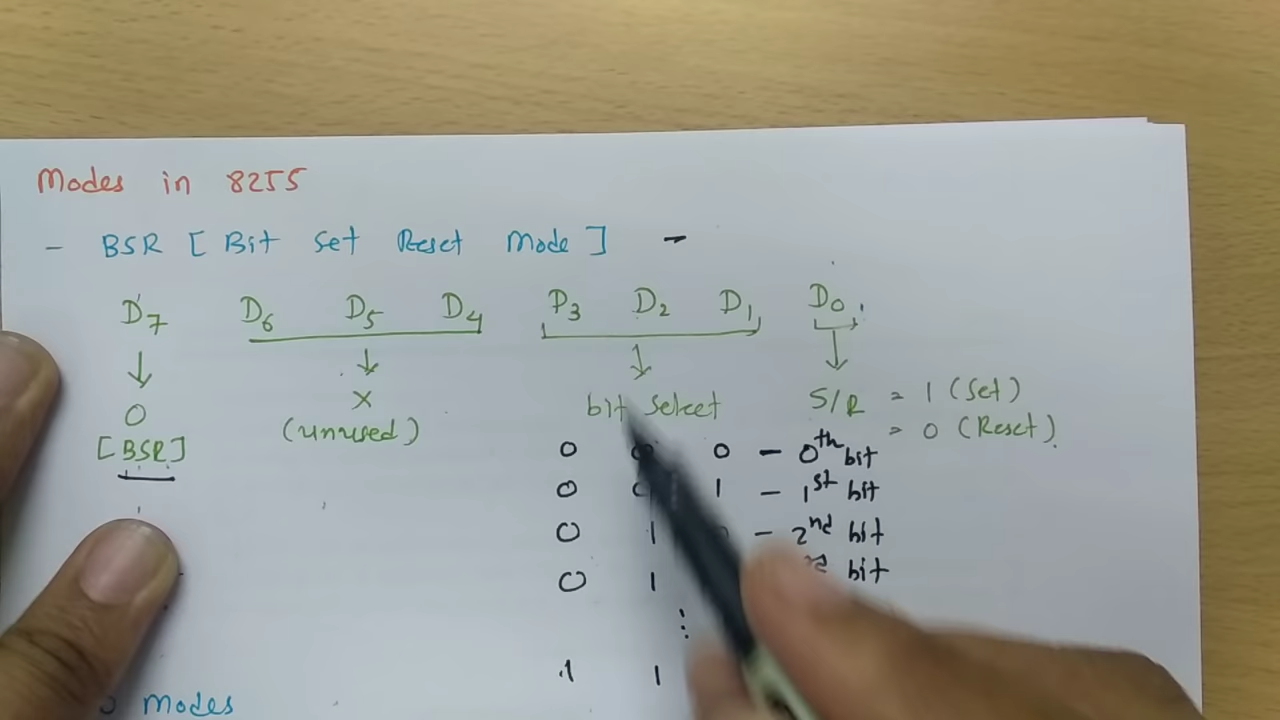 Modes in 8255
- BSR [Bit Set Reset Mode] -
D7 D6 D5 D4 D3 D2 D1 D0
0 X bit select S/R = 1 (Set)
[BSR] (unused) = 0 (Reset)
0 0 0 - 0th bit
0 0 1 - 1st bit
0 1 0 - 2nd bit
0 1 bit
⋮
1 1
Modes